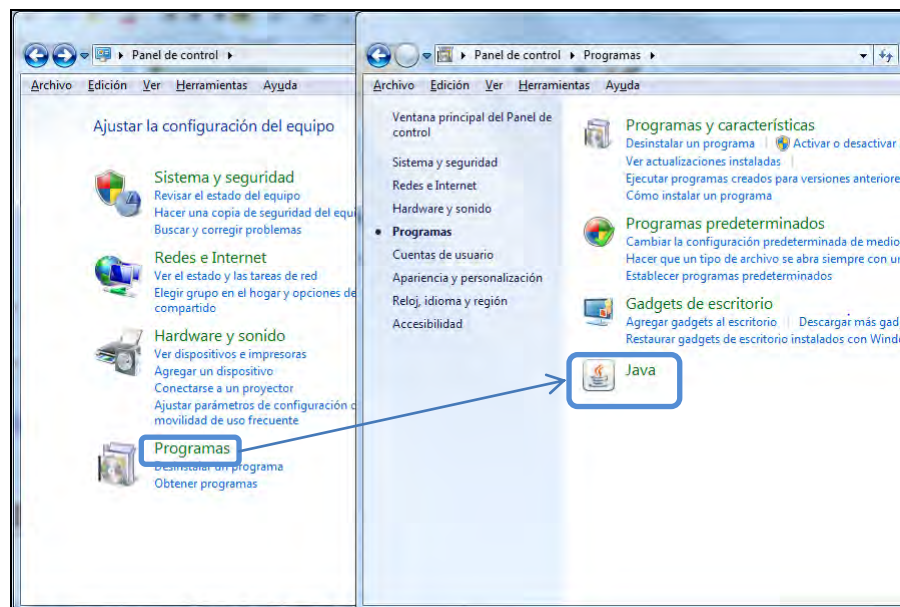 Panel de control
Archivo Edición Ver Herramientas Ayuda
Ajustar la configuración del equipo
Sistema y seguridad
Revisar el estado del equipo
Hacer una copia de seguridad del
Buscar y corregir problemas
Redes e Internet
Ver el estado y las tareas de red
Elegir grupo en el hogar y opciones de
compartido
Hardware y sonido
Ver dispositivos e impresoras
Agregar un dispositivo
Conectarse a un proyector
Ajustar parámetros de configuración
movilidad de uso frecuente
Programas
Desinstalar un programa
Obtener programas
Panel de control Programas
Archivo Edición Ver Herramientas Ayuda
Ventana principal del Panel de
control
Sistema y seguridad
Redes e Internet
Hardware y sonido
Programas
Cuentas de usuario
Apariencia y personalización
Reloj, idioma y región
Accesibilidad
Programas y características
Desinstalar un programa Activar o desactivar
Ver actualizaciones instaladas
Ejecutar programas creados para versiones anteriore
Cómo instalar un programa
Programas predeterminados
Cambiar la configuración predeterminada de medio
Hacer que un tipo de archivo se abra siempre con un
Establecer programas predeterminados
Gadgets de escritorio
Agregar gadgets al escritorio Descargar más gad
Restaurar gadgets de escritorio instalados con Wind
Java